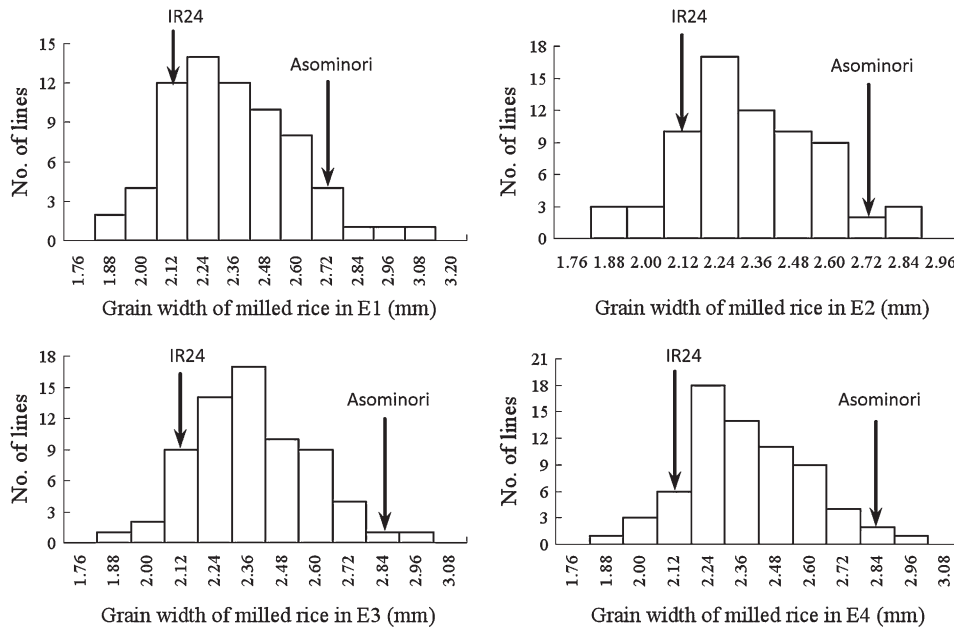 IR24
Asominori
No. of lines
15
12
9
6
3
0
1.76 1.88 2.00 2.12 2.24 2.36 2.48 2.60 2.72 2.84 2.96 3.08 3.20
Grain width of milled rice in E1 (mm)
IR24
Asominori
No. of lines
18
15
12
9
6
3
0
1.76 1.88 2.00 2.12 2.24 2.36 2.48 2.60 2.72 2.84 2.96
Grain width of milled rice in E2 (mm)
IR24
Asominori
No. of lines
18
15
12
9
6
3
0
1.76 1.88 2.00 2.12 2.24 2.36 2.48 2.60 2.72 2.84 2.96 3.08
Grain width of milled rice in E3 (mm)
IR24
Asominori
No. of lines
21
18
15
12
9
6
3
0
1.76 1.88 2.00 2.12 2.24 2.36 2.48 2.60 2.72 2.84 2.96 3.08
Grain width of milled rice in E4 (mm)